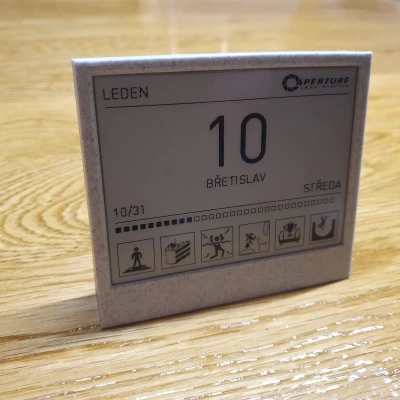 LEDEN
APERTURE
10
BŘETISLAV
STŘEDA
10/31